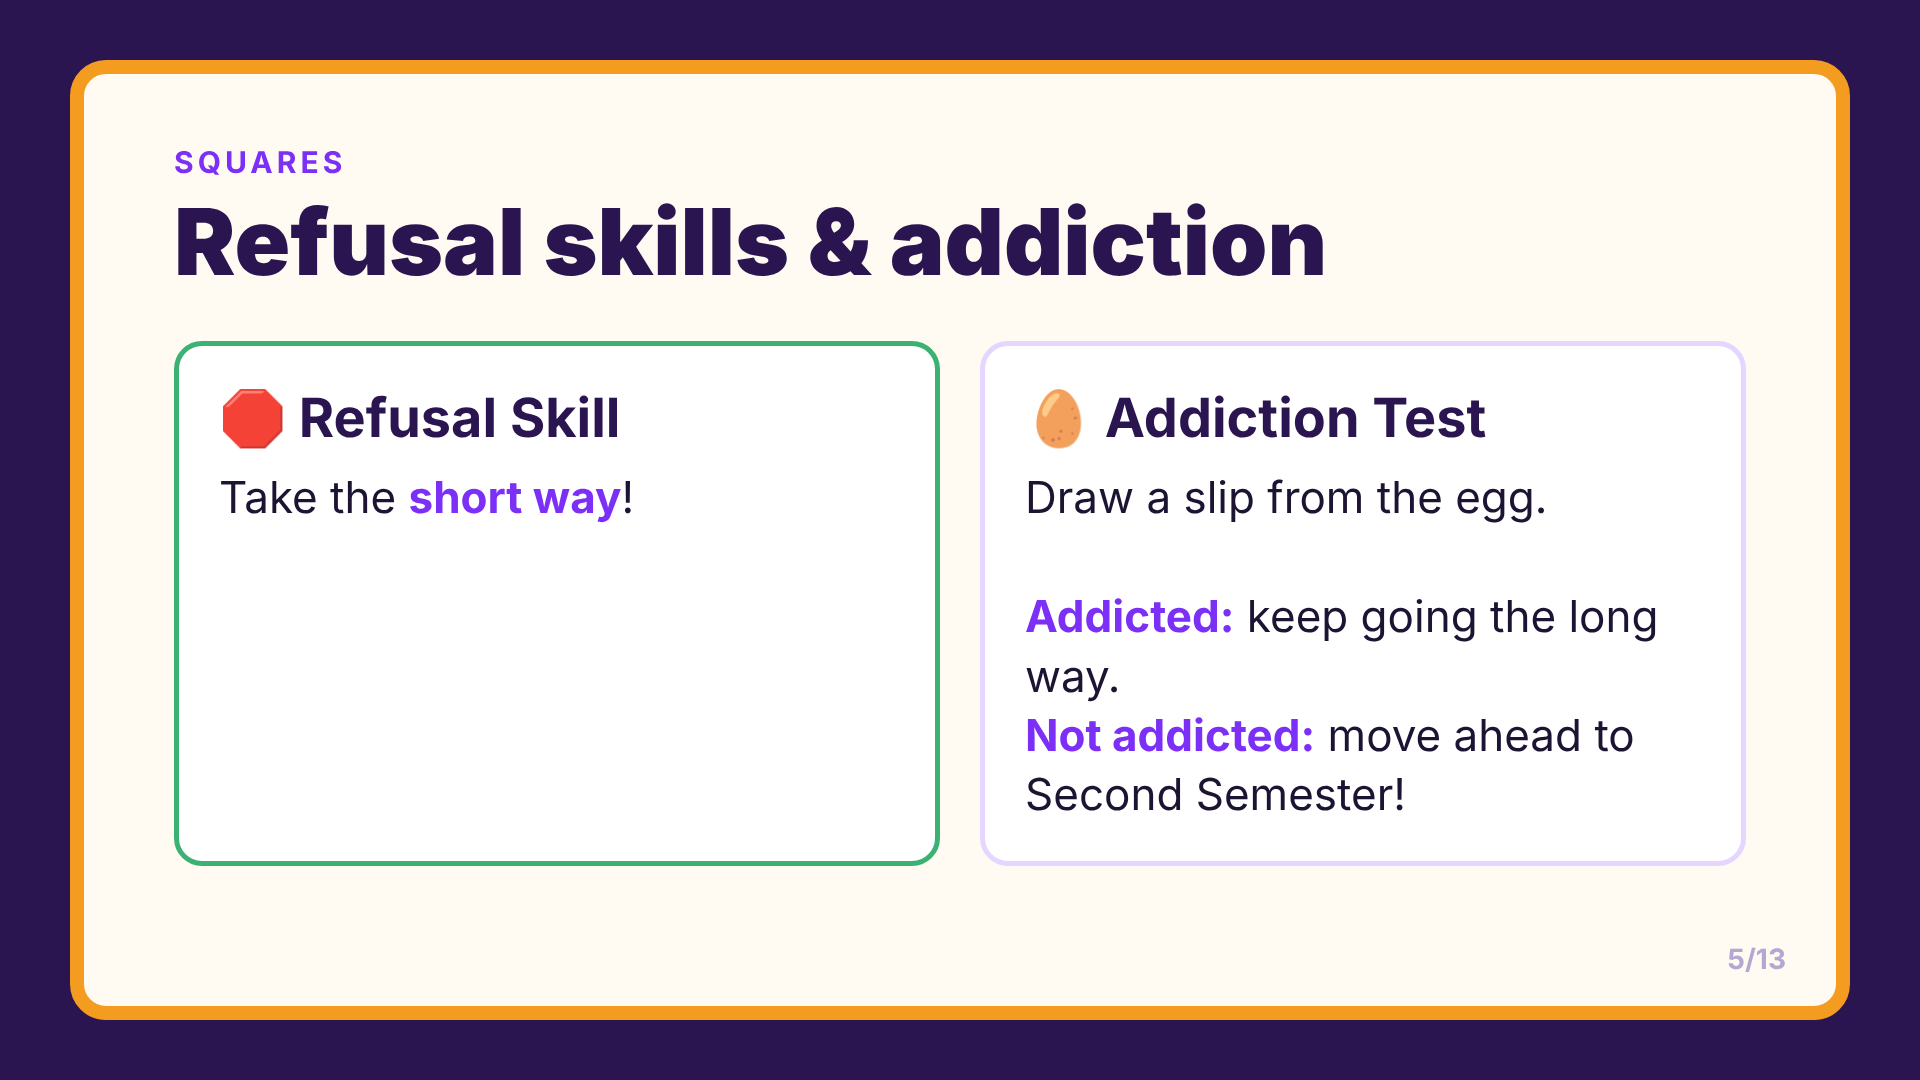 SQUARES
Refusal skills & addiction
🛑 Refusal Skill
Take the short way!
🥚 Addiction Test
Draw a slip from the egg.
Addicted: keep going the long
way.
Not addicted: move ahead to
Second Semester!
5/13